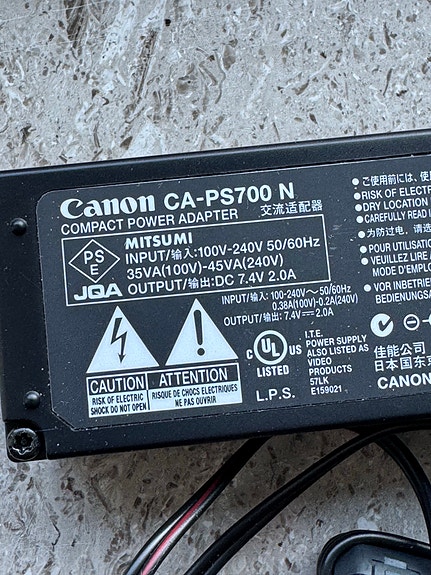 Canon CA-PS700 N
COMPACT POWER ADAPTER 交流适配器
PS
E
JQA
MITSUMI
INPUT/输入:100V-240V 50/60Hz
35VA(100V)-45VA(240V)
OUTPUT/输出:DC 7.4V 2.0A
INPUT/输入: 100-240V～50/60Hz
0.38A(100V)-0.2A(240V)
OUTPUT/输出: 7.4V⎓2.0A
CAUTION
RISK OF ELECTRIC
SHOCK DO NOT OPEN
ATTENTION
RISQUE DE CHOCS ELECTRIQUES
NE PAS OUVRIR
C UL US
LISTED
L.P.S.
I.T.E.
POWER SUPPLY
ALSO LISTED AS
VIDEO
PRODUCTS
57LK
E159021
●ご使用前には、使
●RISK OF ELECTR
●DRY LOCATION
●CAREFULLY READ
●为防过电，请选
●POUR UTILISATIO
●VEUILLEZ LIRE
MODE D'EMPLOI
●VOR INBETRIEB
BEDIENUNGSA
佳能公司
日本国东京
CANON